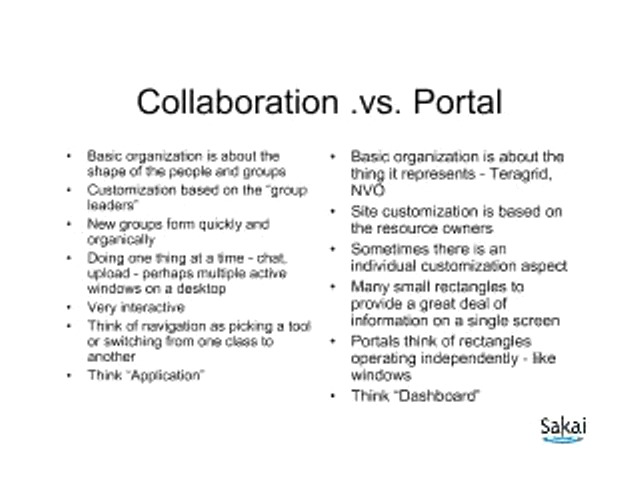 Collaboration .vs. Portal
• Basic organization is about the
shape of the people and groups
• Customization based on the "group
leaders"
• New groups form quickly and
organically
• Doing one thing at a time - chat,
upload - perhaps multiple active
windows on a desktop
• Very interactive
• Think of navigation as picking a tool
or switching from one class to
another
• Think "Application"
• Basic organization is about the
thing it represents - Teragrid,
NVO
• Site customization is based on
the resource owners
• Sometimes there is an
individual customization aspect
• Many small rectangles to
provide a great deal of
information on a single screen
• Portals think of rectangles
operating independently - like
windows
• Think "Dashboard"
Sakai